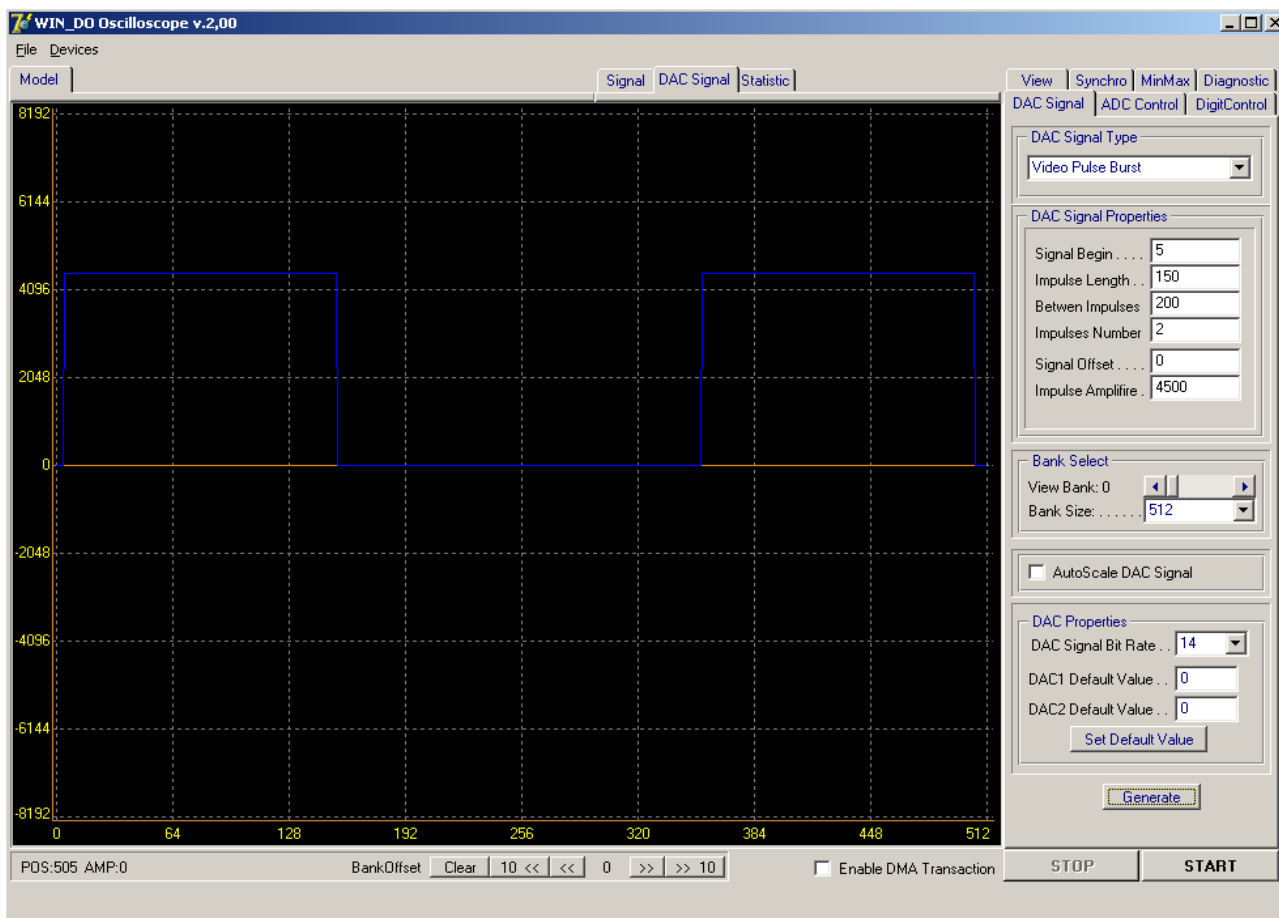 WIN_DO Oscilloscope v.2,00
File Devices
Model
Signal DAC Signal Statistic
View Synchro MinMax Diagnostic
DAC Signal ADC Control DigitControl
8192
6144
4096
2048
0
-2048
-4096
-6144
-8192
0 64 128 192 256 320 384 448 512
DAC Signal Type
Video Pulse Burst
DAC Signal Properties
Signal Begin . . . . 5
Impulse Length . . 150
Betwen Impulses 200
Impulses Number 2
Signal Offset . . . . 0
Impulse Amplifire . 4500
Bank Select
View Bank: 0
Bank Size: . . . . . . 512
AutoScale DAC Signal
DAC Properties
DAC Signal Bit Rate . . 14
DAC1 Default Value . . 0
DAC2 Default Value . . 0
Set Default Value
Generate
POS:505 AMP:0 BankOffset Clear 10 << << 0 >> >> 10 Enable DMA Transaction
STOP START